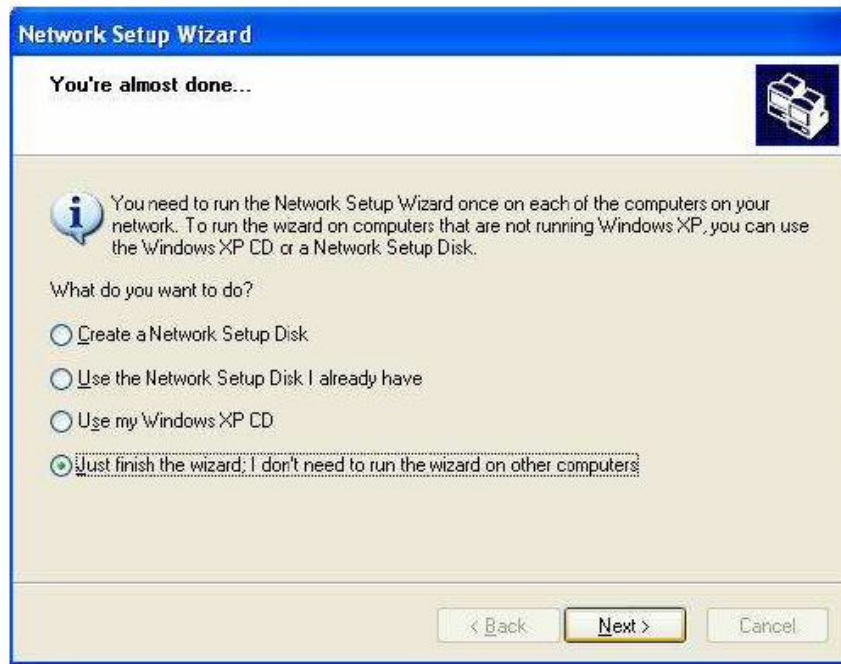 Network Setup Wizard
You're almost done...
You need to run the Network Setup Wizard once on each of the computers on your
network. To run the wizard on computers that are not running Windows XP, you can use
the Windows XP CD or a Network Setup Disk.
What do you want to do?
Create a Network Setup Disk
Use the Network Setup Disk I already have
Use my Windows XP CD
Just finish the wizard; I don't need to run the wizard on other computers
< Back
Next >
Cancel